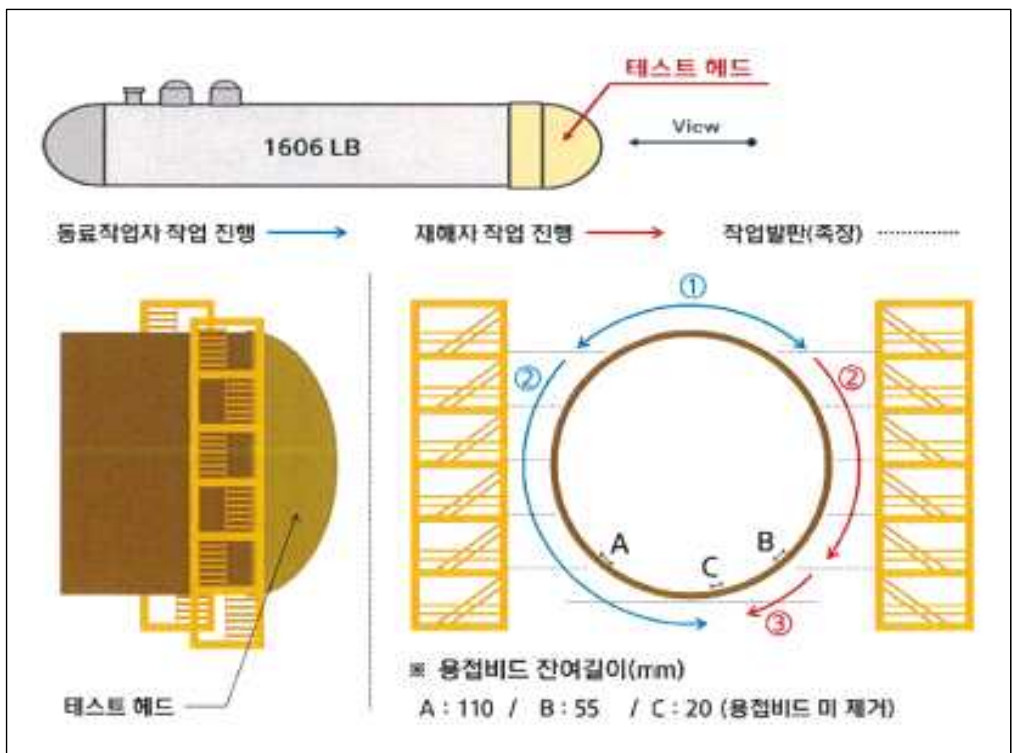 테스트 헤드
View
1606 LB
동료작업자 작업 진행 재해자 작업 진행 작업발판(족장)
①
② ②
A B
C
③
※ 용접비드 잔여길이(mm)
테스트 헤드
A : 110 / B : 55 / C : 20 (용접비드 미 제거)